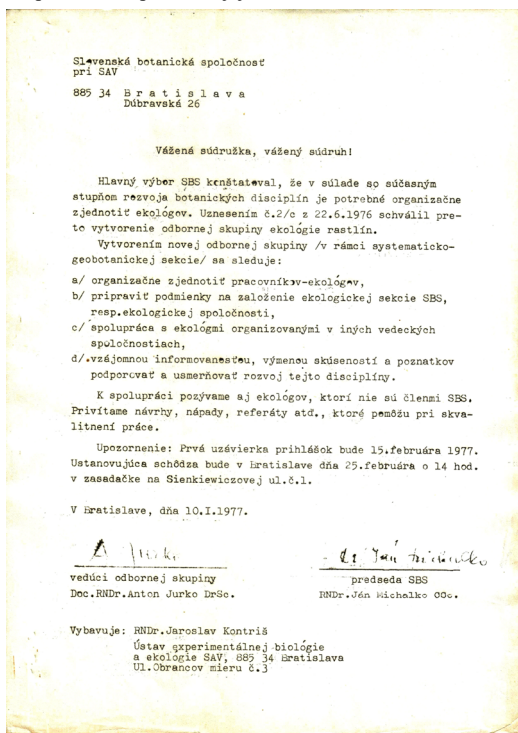 Slovenská botanická spoločnosť
pri SAV
885 34 B r a t i s l a v a
Dúbravská 26
Vážená súdružka, vážený súdruh!
Hlavný výbor SBS konštatoval, že v súlade so súčasným
stupňom rozvoja botanických disciplín je potrebné organizačne
zjednotiť ekológov. Uznesením č.2/c z 22.6.1976 schválil pre-
to vytvorenie odbornej skupiny ekológie rastlín.
Vytvorením novej odbornej skupiny /v rámci systematicko-
geobotanickej sekcie/ sa sleduje:
a/ organizačne zjednotiť pracovníkov-ekológov,
b/ pripraviť podmienky na založenie ekologickej sekcie SBS,
resp.ekologickej spoločnosti,
c/ spolupráca s ekológmi organizovanými v iných vedeckých
spoločnostiach,
d/.vzájomnou informovanosťou, výmenou skúseností a poznatkov
podporovať a usmerňovať rozvoj tejto disciplíny.
K spolupráci pozývame aj ekológov, ktorí nie sú členmi SBS.
Privítame návrhy, nápady, referáty atď., ktoré pomôžu pri skva-
litnení práce.
Upozornenie: Prvá uzávierka prihlášok bude 15.februára 1977.
Ustanovujúca schôdza bude v Bratislave dňa 25.februára o 14 hod.
v zasadačke na Sienkiewiczovej ul.č.1.
V Bratislave, dňa 10.I.1977.
A Jurko
Dr Ján Michalko
vedúci odbornej skupiny
Doc.RNDr.Anton Jurko DrSc.
predseda SBS
RNDr.Ján Michalko CSc.
Vybavuje: RNDr.Jaroslav Kontriš
Ústav experimentálnej biológie
a ekológie SAV, 885 34 Bratislava
Ul.Obrancov mieru č.3